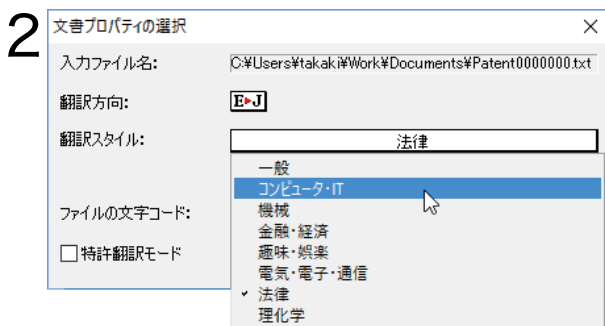 2
文書プロパティの選択
入力ファイル名: C:¥Users¥takaki¥Work¥Documents¥Patent0000000.txt
翻訳方向: E▸J
翻訳スタイル: 法律
一般
コンピュータ・IT
機械
ファイルの文字コード:
金融・経済
趣味・娯楽
□特許翻訳モード
電気・電子・通信
✓ 法律
理化学